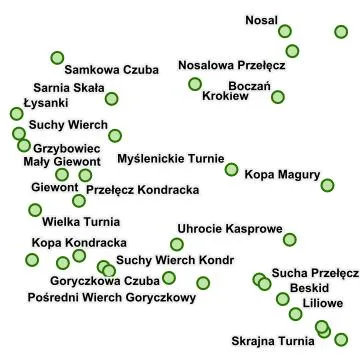 Nosal
Nosalowa Przełęcz
Samkowa Czuba
Sarnia Skała
Boczań
Krokiew
Łysanki
Suchy Wierch
Grzybowiec
Myślenickie Turnie
Mały Giewont
Kopa Magury
Giewont
Przełęcz Kondracka
Wielka Turnia
Uhrocie Kasprowe
Kopa Kondracka
Suchy Wierch Kondr
Sucha Przełęcz
Goryczkowa Czuba
Beskid
Pośredni Wierch Goryczkowy
Liliowe
Skrajna Turnia